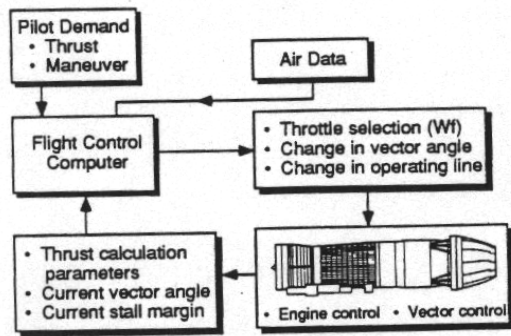 Pilot Demand
• Thrust
• Maneuver
Air Data
Flight Control
Computer
• Throttle selection (Wf)
• Change in vector angle
• Change in operating line
• Thrust calculation
parameters
• Current vector angle
• Current stall margin
• Engine control • Vector control